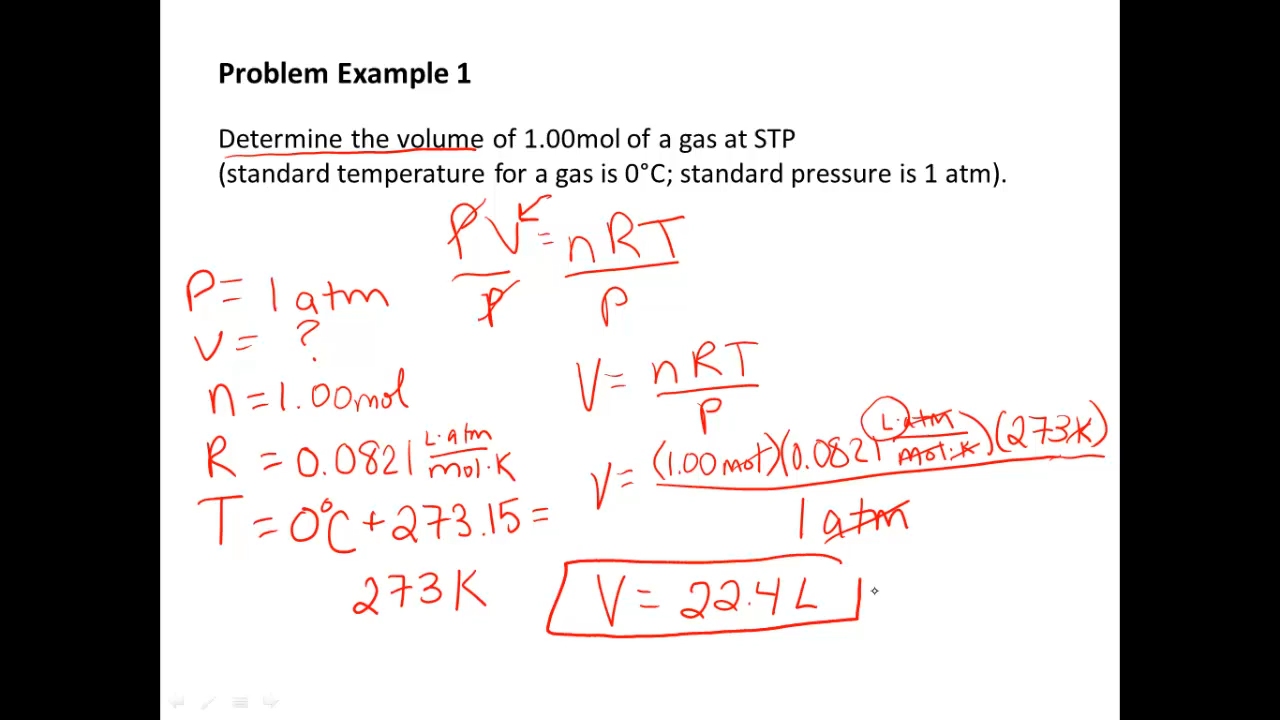 Problem Example 1
Determine the volume of 1.00mol of a gas at STP
(standard temperature for a gas is 0°C; standard pressure is 1 atm).
PV = nRT
P P
P = 1 atm
V = ?
n = 1.00mol
R = 0.0821 L·atm
mol·K
T = 0°C + 273.15 =
273K
V = nRT
P
V = (1.00mol)(0.0821 L·atm)(273K)
mol·K
1 atm
V = 22.4 L